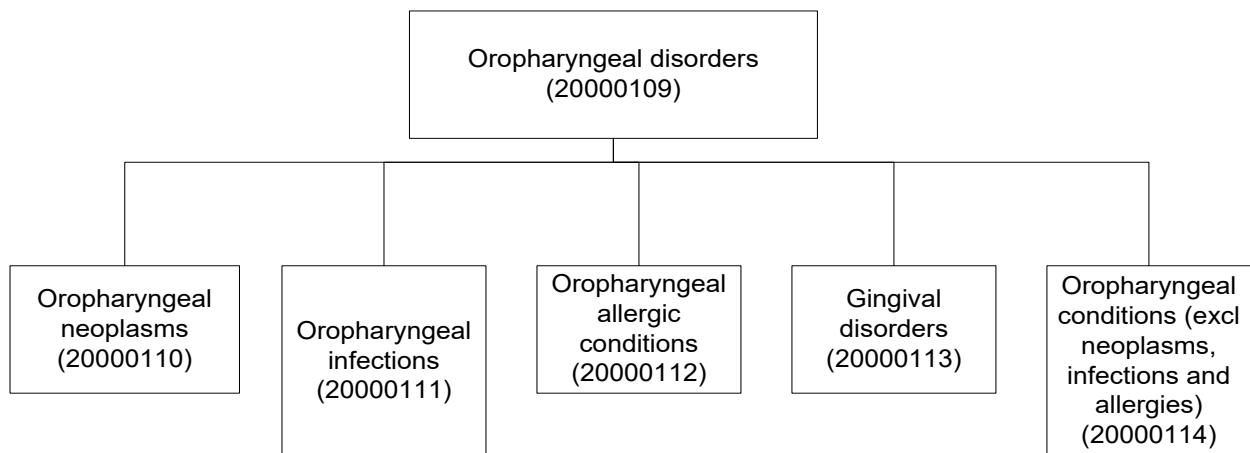 Oropharyngeal disorders
(20000109)
Oropharyngeal
neoplasms
(20000110)
Oropharyngeal
infections
(20000111)
Oropharyngeal
allergic
conditions
(20000112)
Gingival
disorders
(20000113)
Oropharyngeal
conditions (excl
neoplasms,
infections and
allergies)
(20000114)